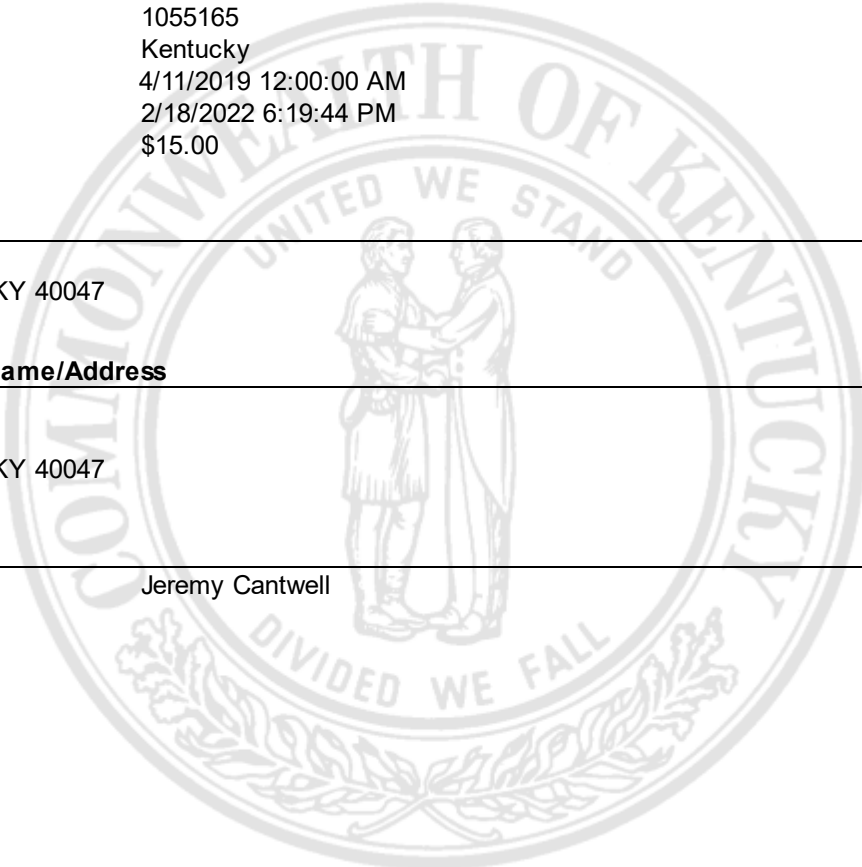 1055165
Kentucky
4/11/2019 12:00:00 AM
2/18/2022 6:19:44 PM
$15.00
COMMONWEALTH OF KENTUCKY
UNITED WE STAND
KY 40047
ame/Address
KY 40047
Jeremy Cantwell
DIVIDED WE FALL